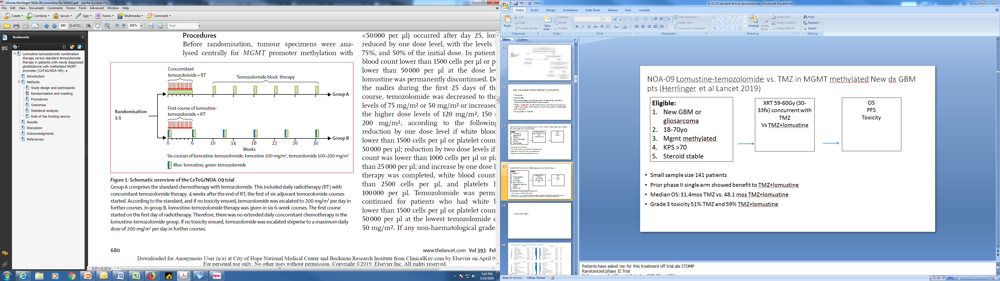 Glioma Herrlinger NOA-09 Lomustine for MGMT.pdf - Adobe Acrobat Pro
File Edit View Document Comments Forms Tools Advanced Window Help
Create Combine Secure Sign Forms Multimedia Comment
680 (3 of 11) 200% Find
Bookmarks
Lomustine-temozolomide combination
therapy versus standard temozolomide
therapy in patients with newly diagnosed
glioblastoma with methylated MGMT
promoter (CeTeG/NOA–09): a
Introduction
Methods
Study design and participants
Randomisation and masking
Procedures
Outcomes
Statistical analysis
Role of the funding source
Results
Discussion
Acknowledgments
References
Procedures
Before randomisation, tumour specimens were ana-
lysed centrally for MGMT promoter methylation with
Concomitant
temozolomide + RT
Temozolomide block therapy
Group A
First course of lomustine-
temozolomide + RT
Randomisation
1:1
Group B
0 6 10 14 18 22 26 30
Weeks
Six courses of lomustine-temozolomide: lomustine 100 mg/m², temozolomide 100–200 mg/m²
Blue: lomustine, green: temozolomide
Figure 1: Schematic overview of the CeTeG/NOA-09 trial
Group A comprises the standard chemotherapy with temozolomide. This included daily radiotherapy (RT) with
concomitant temozolomide therapy. 4 weeks after the end of RT, the first of six adjuvant temozolomide courses
started. According to the standard, and if no toxicity ensued, temozolomide was escalated to 200 mg/m² per day in
further courses. In group B, lomustine-temozolomide therapy was given in six 6-week courses. The first course
started on the first day of radiotherapy. Therefore, there was no extended daily concomitant chemotherapy in the
lomustine-temozolomide group. If no toxicity ensued, temozolomide was escalated stepwise to a maximum daily
dose of 200 mg/m² per day in further courses.
<50 000 per µl) occurred after day 25, lo
reduced by one dose level, with the levels
75%, and 50% of the initial dose. In patient
blood count lower than 1500 cells per µl or p
lower than 50 000 per µl at the dose lev
lomustine was permanently discontinued. D
the nadirs during the first 25 days of th
course, temozolomide was decreased to the
levels of 75 mg/m² or 50 mg/m² or increased
the higher dose levels of 120 mg/m², 150
200 mg/m², according to the following
reduction by one dose level if white blood
lower than 1500 cells per µl or platelet coun
50 000 per µl; reduction by two dose levels if
count was lower than 1000 cells per µl or pl
than 25 000 per µl; and increase by one dose l
therapy was completed, white blood count
than 2500 cells per µl, and platelets
100 000 per µl. Temozolomide was perm
continued for patients who had white
lower than 1500 cells per µl or platelet coun
50 000 per µl at the lowest temozolomide
50 mg/m². If any non-haematological grade
680
www.thelancet.com Vol 393 Fe
Downloaded for Anonymous User (n/a) at City of Hope National Medical Center and Beckman Research Institute from ClinicalKey.com by Elsevier on April 0
For personal use only. No other uses without permission. Copyright ©2019. Elsevier Inc. All rights reserved.
8.27 x 11.10 in
5-23-19 resident lecture glioblastoma - Microsoft PowerPoint
Home Insert Design Animations Slide Show Review View Acrobat
Paste
Cut
Copy
Format Painter
Clipboard
New Slide
Layout
Reset
Delete
Slides
28
Font
Text Direction
Align Text
Convert to SmartArt
Paragraph
Arrange
Quick Styles
Shape Fill
Shape Outline
Shape Effects
Drawing
Find
Replace
Select
Editing
Slides Outline
15
16
Can we make chemo better? Lomustine
17
18
19
20
NOA-09 Lomustine-temozolomide vs. TMZ in MGMT methylated New dx GBM
pts (Herrlinger et al Lancet 2019)
Eligible:
1. New GBM or
gliosarcoma
2. 18-70yo
3. Mgmt methylated
4. KPS >70
5. Steroid stable
XRT 59-60Gy (30-
33fx) concurrent with
TMZ
Vs TMZ+lomustine
OS
PFS
Toxicity
• Small sample size 141 patients
• Prior phase II single arm showed benefit to TMZ+lomustine
• Median OS: 31.4mos TMZ vs. 48.1 mos TMZ+lomustine
• Grade 3 toxicity 51% TMZ and 59% TMZ+lomustine
Patients have asked me for this treatment off trial ala STOMP
Randomized phase II Trial
Slide 17 of 112 "Office Theme" 89%
Epic
5:42 PM
5/24/2019